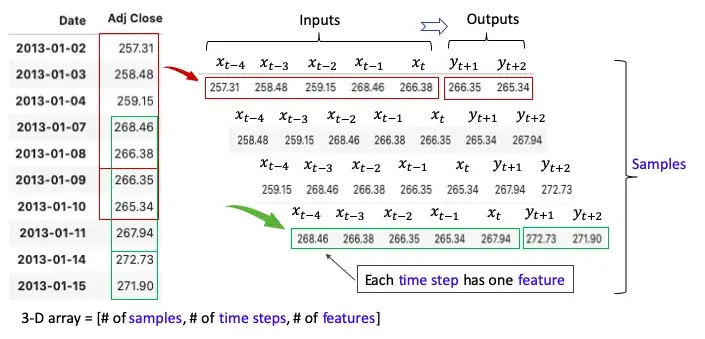 Date Adj Close
2013-01-02 257.31
2013-01-03 258.48
2013-01-04 259.15
2013-01-07 268.46
2013-01-08 266.38
2013-01-09 266.35
2013-01-10 265.34
2013-01-11 267.94
2013-01-14 272.73
2013-01-15 271.90
Inputs Outputs
x_{t-4} x_{t-3} x_{t-2} x_{t-1} x_t y_{t+1} y_{t+2}
257.31 258.48 259.15 268.46 266.38 266.35 265.34
x_{t-4} x_{t-3} x_{t-2} x_{t-1} x_t y_{t+1} y_{t+2}
258.48 259.15 268.46 266.38 266.35 265.34 267.94
x_{t-4} x_{t-3} x_{t-2} x_{t-1} x_t y_{t+1} y_{t+2}
259.15 268.46 266.38 266.35 265.34 267.94 272.73
x_{t-4} x_{t-3} x_{t-2} x_{t-1} x_t y_{t+1} y_{t+2}
268.46 266.38 266.35 265.34 267.94 272.73 271.90
Samples
Each time step has one feature
3-D array = [# of samples, # of time steps, # of features]